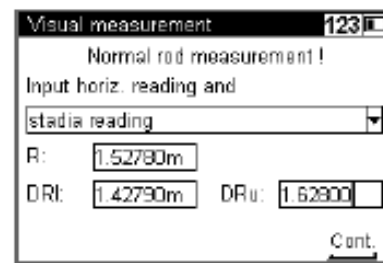 Visual measurement 123
Normal rod measurement !
Input horiz. reading and
stadia reading
R: 1.52780m
DRl: 1.42790m DRu: 1.62800
Cont.